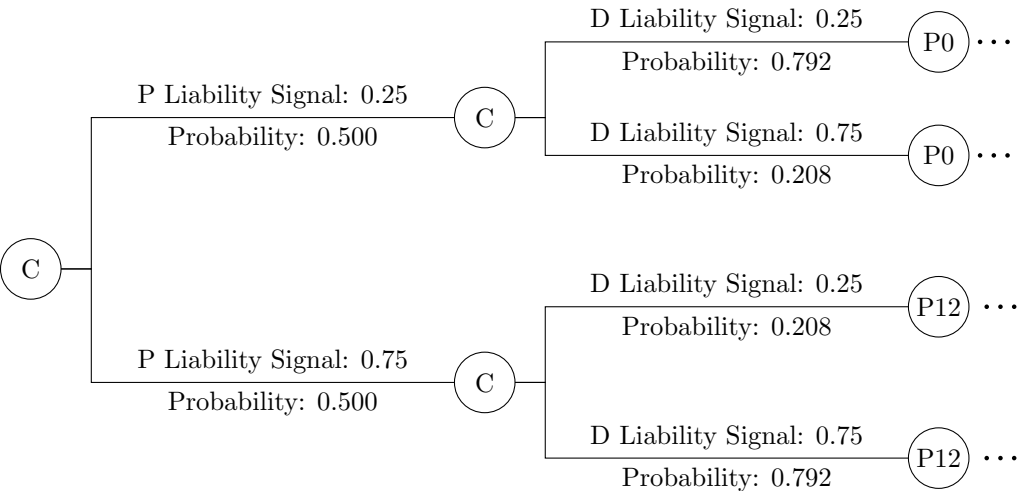 D Liability Signal: 0.25
Probability: 0.792
P0 ...
P Liability Signal: 0.25
Probability: 0.500
C
D Liability Signal: 0.75
Probability: 0.208
P0 ...
C
D Liability Signal: 0.25
Probability: 0.208
P12 ...
P Liability Signal: 0.75
Probability: 0.500
C
D Liability Signal: 0.75
Probability: 0.792
P12 ...